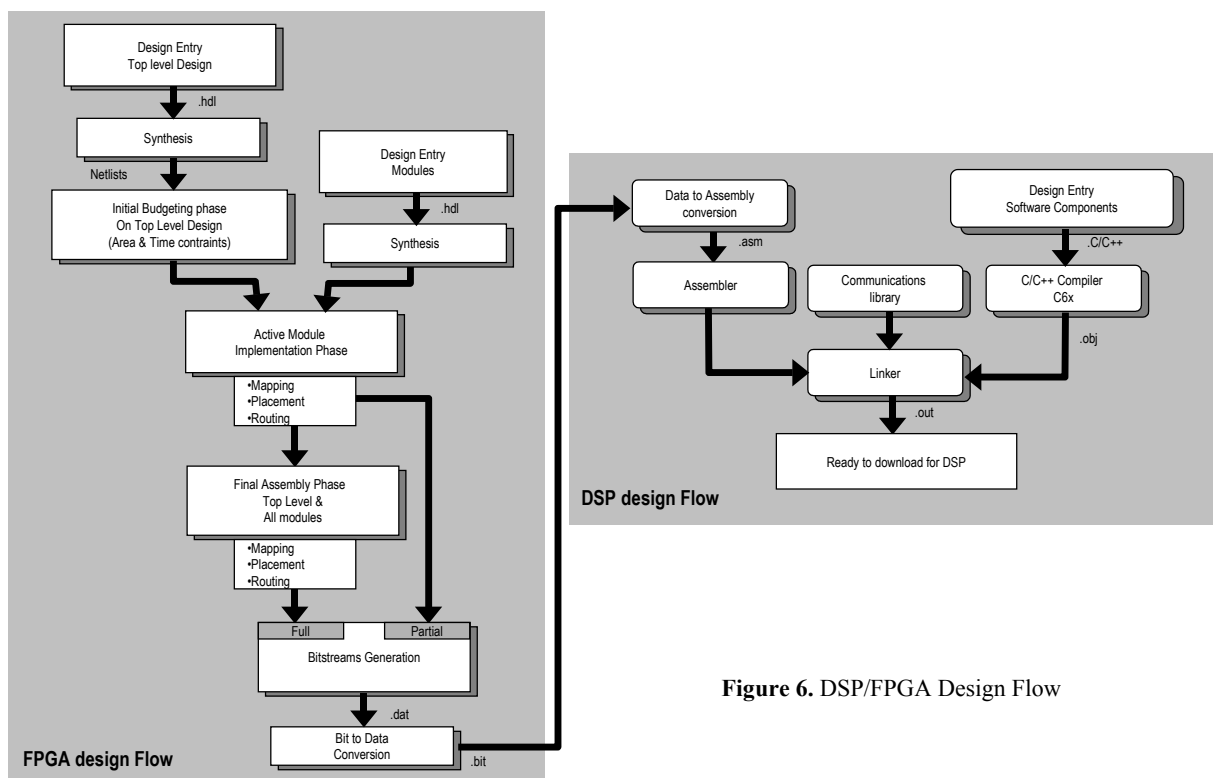 Design Entry
Top level Design
.hdl
Synthesis
Netlists
Initial Budgeting phase
On Top Level Design
(Area & Time contraints)
Design Entry
Modules
.hdl
Synthesis
Active Module
Implementation Phase
•Mapping
•Placement
•Routing
Final Assembly Phase
Top Level &
All modules
•Mapping
•Placement
•Routing
Full
Partial
Bitstreams Generation
.dat
Bit to Data
Conversion
.bit
FPGA design Flow
Data to Assembly
conversion
.asm
Assembler
Communications
library
Design Entry
Software Components
.C/C++
C/C++ Compiler
C6x
.obj
Linker
.out
Ready to download for DSP
DSP design Flow
Figure 6. DSP/FPGA Design Flow